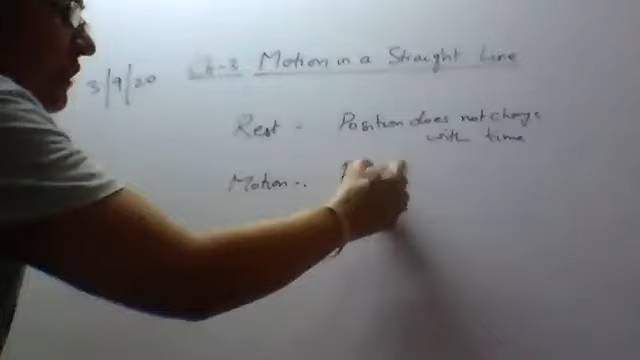 3/9/20 Ch-3 Motion in a Straight Line
Rest - Position does not change
with time
Motion -.